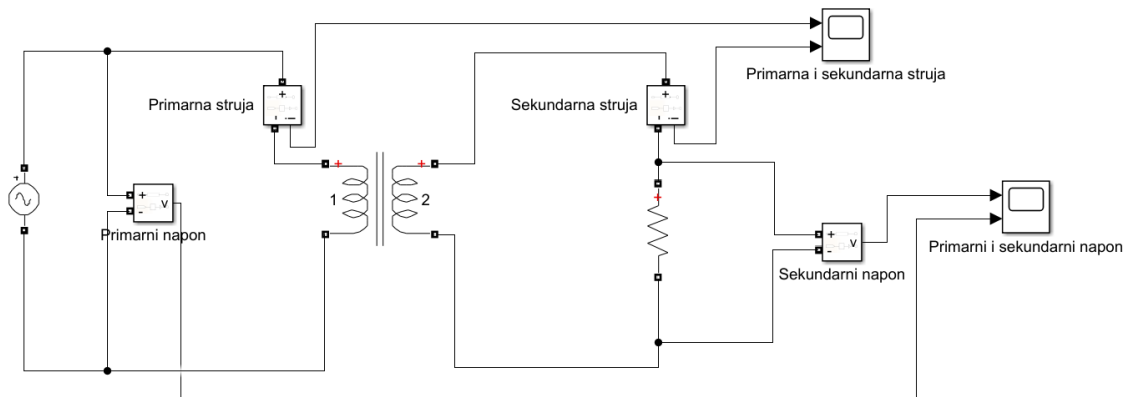 Primarna i sekundarna struja
Primarna struja
+
- i
Sekundarna struja
+
- i
+
+
+
1
2
+
+
-
v
Primarni napon
+
-
v
Sekundarni napon
Primarni i sekundarni napon